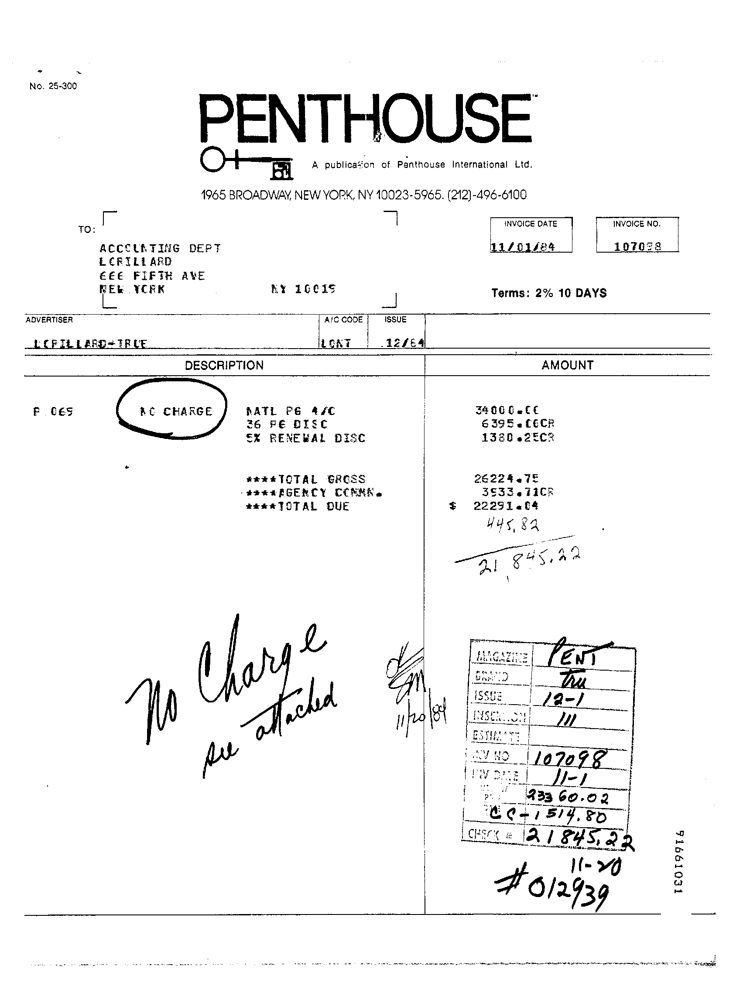 No. 25-300
PENTHOUSE
A publication of Penthouse International Ltd.
1965 BROADWAY, NEW YORK, NY 10023-5965. (212)-496-6100
TO:
ACCOUNTING DEPT
LORILLARD
666 FIFTH AVE
NEW YORK NY 10019
INVOICE DATE
11/01/84
INVOICE NO.
107098
Terms: 2% 10 DAYS
ADVERTISER A/C CODE ISSUE
LORILLARD-TRUE LONT 12/84
DESCRIPTION AMOUNT
P 065 NO CHARGE NATL PG 4/C 34000.00
36 PG DISC 6395.00CR
5% RENEWAL DISC 1380.25CR
****TOTAL GROSS 26224.75
****AGENCY COMMN. 3933.71CR
****TOTAL DUE $ 22291.04
445,82
21 845,22
No Charge
see attached
11/20/84
MAGAZINE PENT
BRAND Tru
ISSUE 12-1
INSERTION 111
ESTIMATE
INV NO 107098
INV DATE 11-1
23360.02
CC-1514.80
CHECK # 21845,22
11-20
#012939
91661031